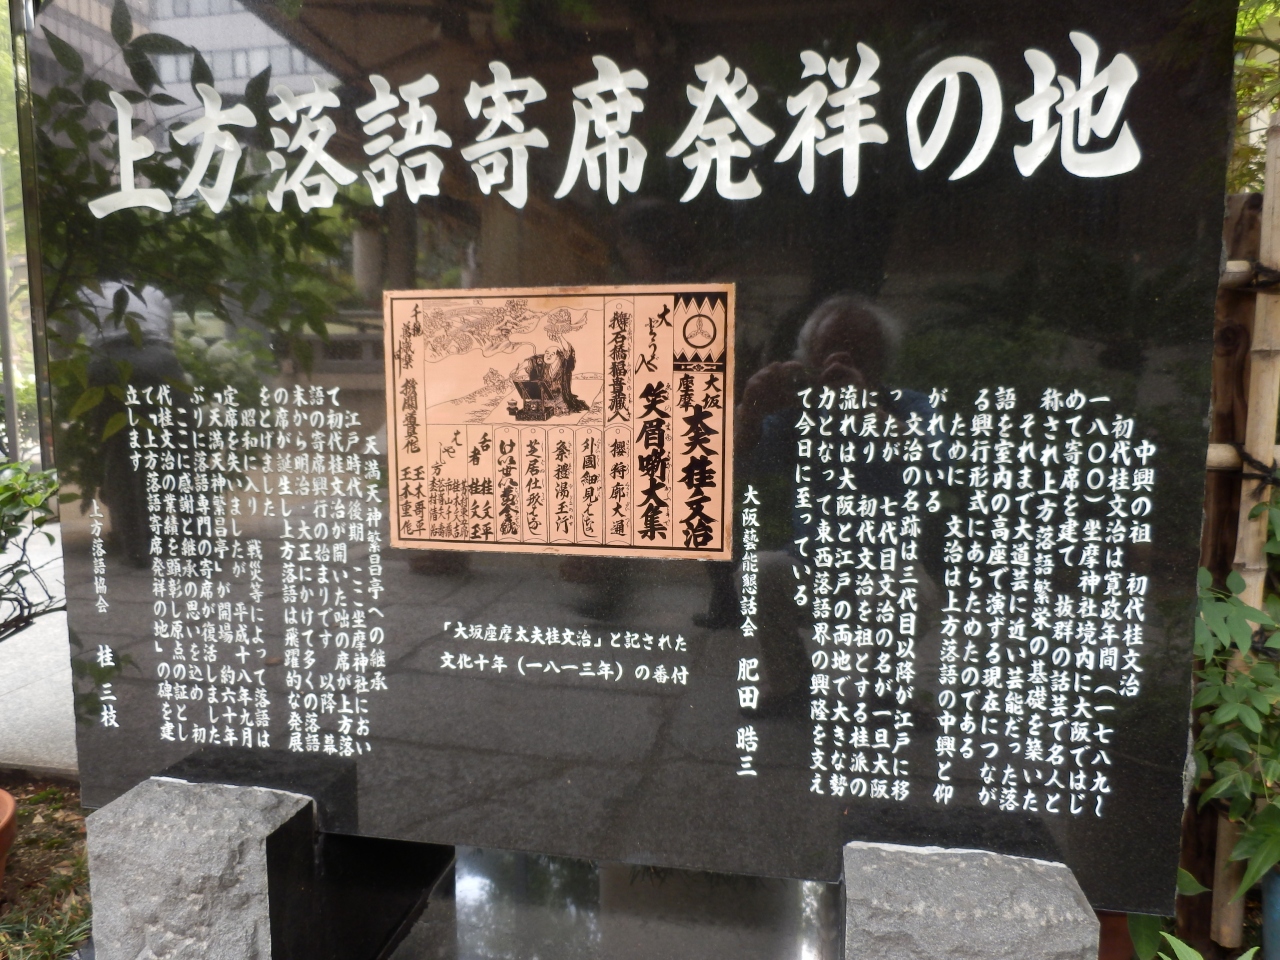 上方落語寄席発祥の地
中興の祖 初代桂文治
初代桂文治は寛政年間(一七八九~
一八〇〇)坐摩神社境内に大阪ではじ
めて寄席を建て 抜群の話芸で名人と
称され上方落語繁栄の基礎を築いた
それまで大道芸に近い芸能だった落
語を室内の高座で演ずる現在につなが
る興行形式にあらためたのである
ために 文治は上方落語の中興と仰
がれている
文治の名跡は三代目以降が江戸に移
ったが 七代目文治の名が一旦大阪
に戻り 初代文治を祖とする桂派の
流れは大阪と江戸の両地で大きな勢
力となって東西落語界の興隆を支え
て今日に至っている
大阪藝能懇話会 肥田晧三
大坂
座摩
太夫桂文治
笑暦噺大集
大
「大坂座摩太夫桂文治」と記された
文化十年(一八一三年)の番付
天満天神繁昌亭への継承
江戸時代後期 ここ坐摩神社におい
て初代桂文治が開いた咄の席が上方落
語の寄席興行の始まりです 以降 幕
末から明治・大正にかけて多くの落語
の席が誕生し上方落語は飛躍的な発展
をとげました
昭和に入り 戦災等によって落語は
定席を失いましたが 平成十八年九月
「天満天神繁昌亭」が開場 約六十年
ぶりに落語専門の寄席が復活しました
ここに感謝と継承の思いを込め 初
代桂文治の業績を顕彰し原点の証とし
て「上方落語寄席発祥の地」の碑を建
立します
上方落語協会 桂三枝